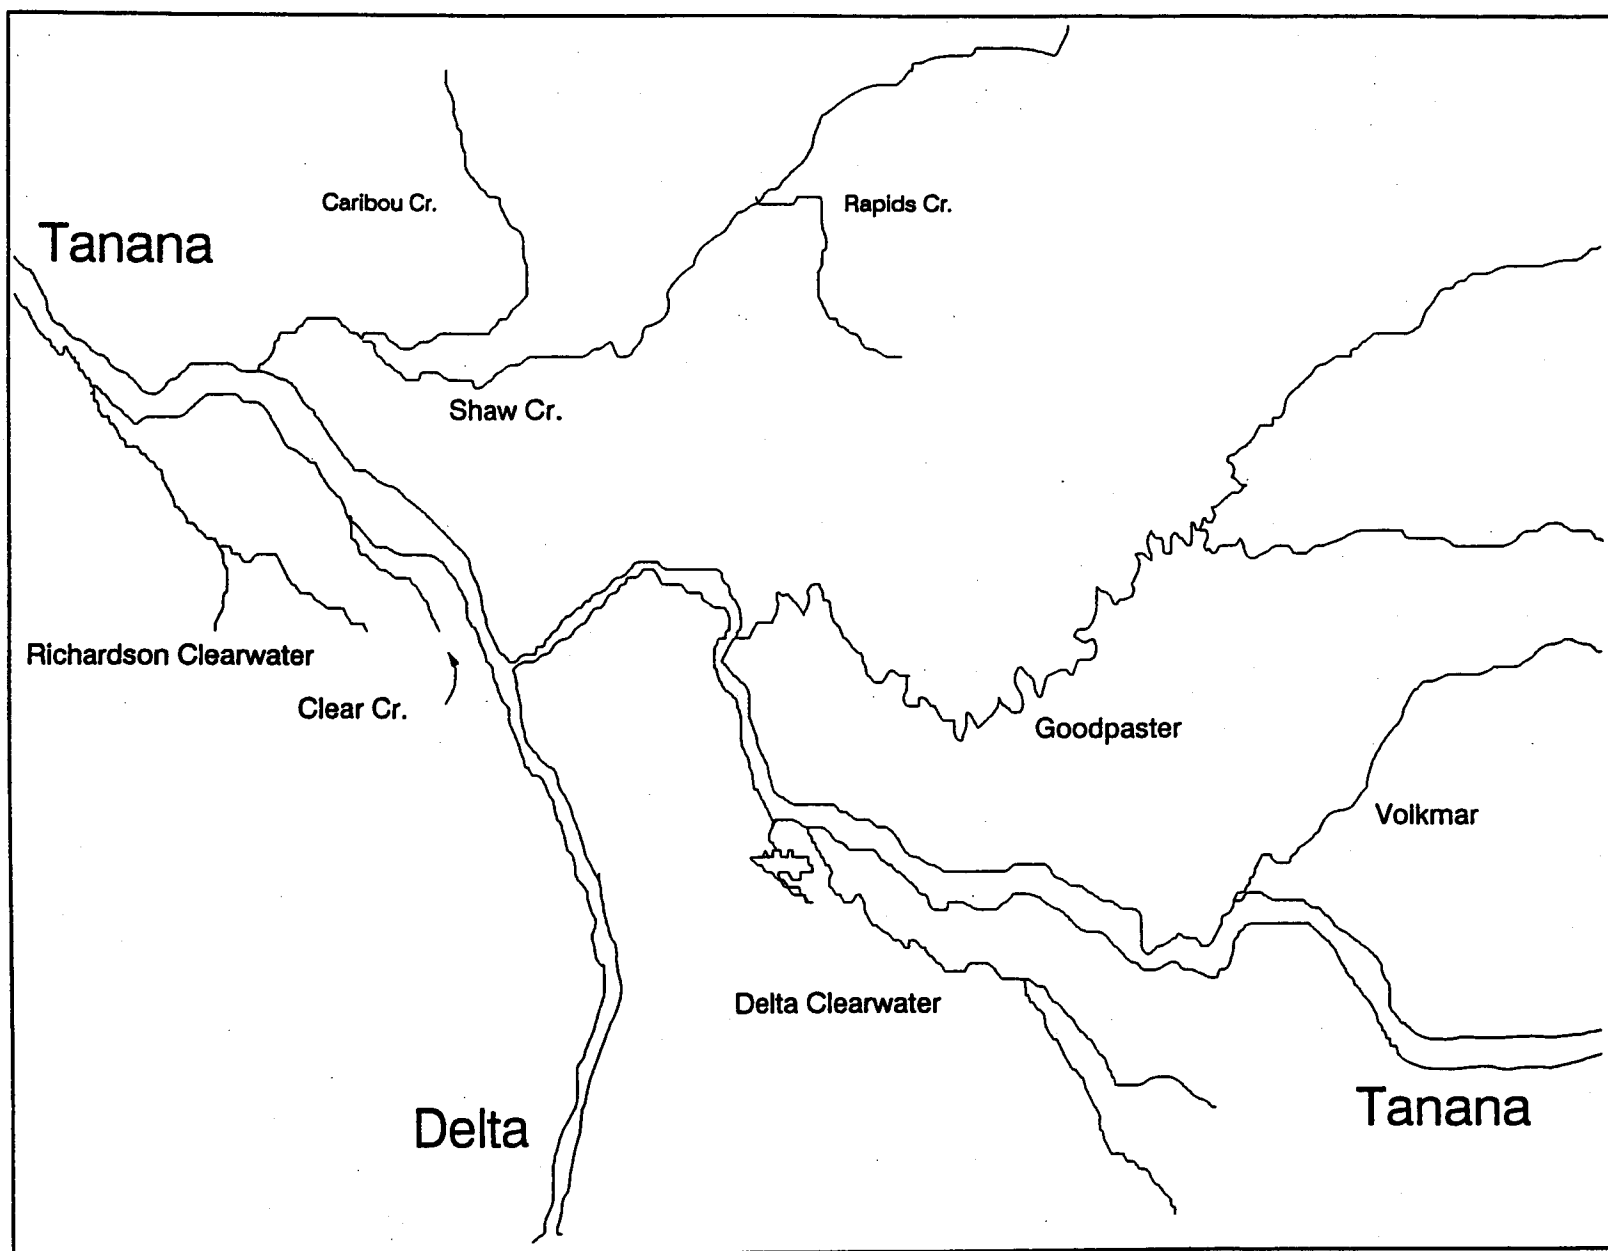 Caribou Cr.
Rapids Cr.
Tanana
Shaw Cr.
Richardson Clearwater
Clear Cr.
Goodpaster
Volkmar
Delta Clearwater
Delta
Tanana